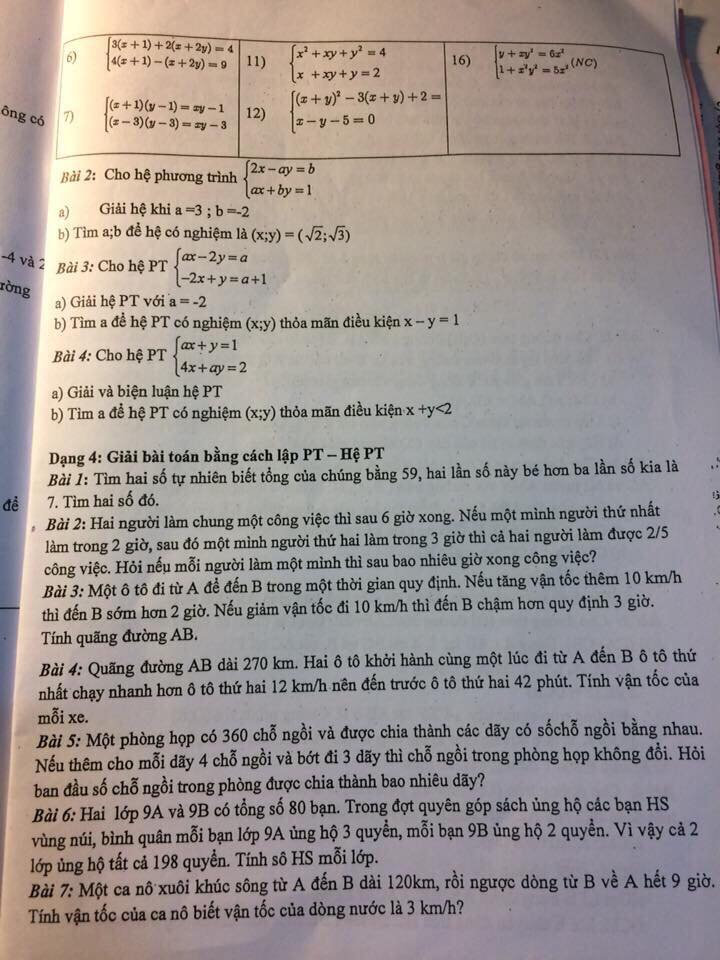 6) {3(x + 1) + 2(x + 2y) = 4
4(x + 1) − (x + 2y) = 9
11) {x² + xy + y² = 4
x + xy + y = 2
16) {y + xy² = 6x²
1 + x²y² = 5x² (NC)
ông có
7) {(x + 1)(y − 1) = xy − 1
(x − 3)(y − 3) = xy − 3
12) {(x + y)² − 3(x + y) + 2 =
x − y − 5 = 0
Bài 2: Cho hệ phương trình {2x − ay = b
ax + by = 1
a) Giải hệ khi a =3 ; b =-2
b) Tìm a;b để hệ có nghiệm là (x;y) = (√2;√3)
-4 và 2
Bài 3: Cho hệ PT {ax − 2y = a
−2x + y = a + 1
ường
a) Giải hệ PT với a = -2
b) Tìm a để hệ PT có nghiệm (x;y) thỏa mãn điều kiện x – y = 1
Bài 4: Cho hệ PT {ax + y = 1
4x + ay = 2
a) Giải và biện luận hệ PT
b) Tìm a để hệ PT có nghiệm (x;y) thỏa mãn điều kiện x +y<2
Dạng 4: Giải bài toán bằng cách lập PT – Hệ PT
Bài 1: Tìm hai số tự nhiên biết tổng của chúng bằng 59, hai lần số này bé hơn ba lần số kia là
để
7. Tìm hai số đó.
Bài 2: Hai người làm chung một công việc thì sau 6 giờ xong. Nếu một mình người thứ nhất
làm trong 2 giờ, sau đó một mình người thứ hai làm trong 3 giờ thì cả hai người làm được 2/5
công việc. Hỏi nếu mỗi người làm một mình thì sau bao nhiêu giờ xong công việc?
Bài 3: Một ô tô đi từ A để đến B trong một thời gian quy định. Nếu tăng vận tốc thêm 10 km/h
thì đến B sớm hơn 2 giờ. Nếu giảm vận tốc đi 10 km/h thì đến B chậm hơn quy định 3 giờ.
Tính quãng đường AB.
Bài 4: Quãng đường AB dài 270 km. Hai ô tô khởi hành cùng một lúc đi từ A đến B ô tô thứ
nhất chạy nhanh hơn ô tô thứ hai 12 km/h nên đến trước ô tô thứ hai 42 phút. Tính vận tốc của
mỗi xe.
Bài 5: Một phòng họp có 360 chỗ ngồi và được chia thành các dãy có sốchỗ ngồi bằng nhau.
Nếu thêm cho mỗi dãy 4 chỗ ngồi và bớt đi 3 dãy thì chỗ ngồi trong phòng họp không đổi. Hỏi
ban đầu số chỗ ngồi trong phòng được chia thành bao nhiêu dãy?
Bài 6: Hai lớp 9A và 9B có tổng số 80 bạn. Trong đợt quyên góp sách ủng hộ các bạn HS
vùng núi, bình quân mỗi bạn lớp 9A ủng hộ 3 quyển, mỗi bạn 9B ủng hộ 2 quyển. Vì vậy cả 2
lớp ủng hộ tất cả 198 quyển. Tính sô HS mỗi lớp.
Bài 7: Một ca nô xuôi khúc sông từ A đến B dài 120km, rồi ngược dòng từ B về A hết 9 giờ.
Tính vận tốc của ca nô biết vận tốc của dòng nước là 3 km/h?